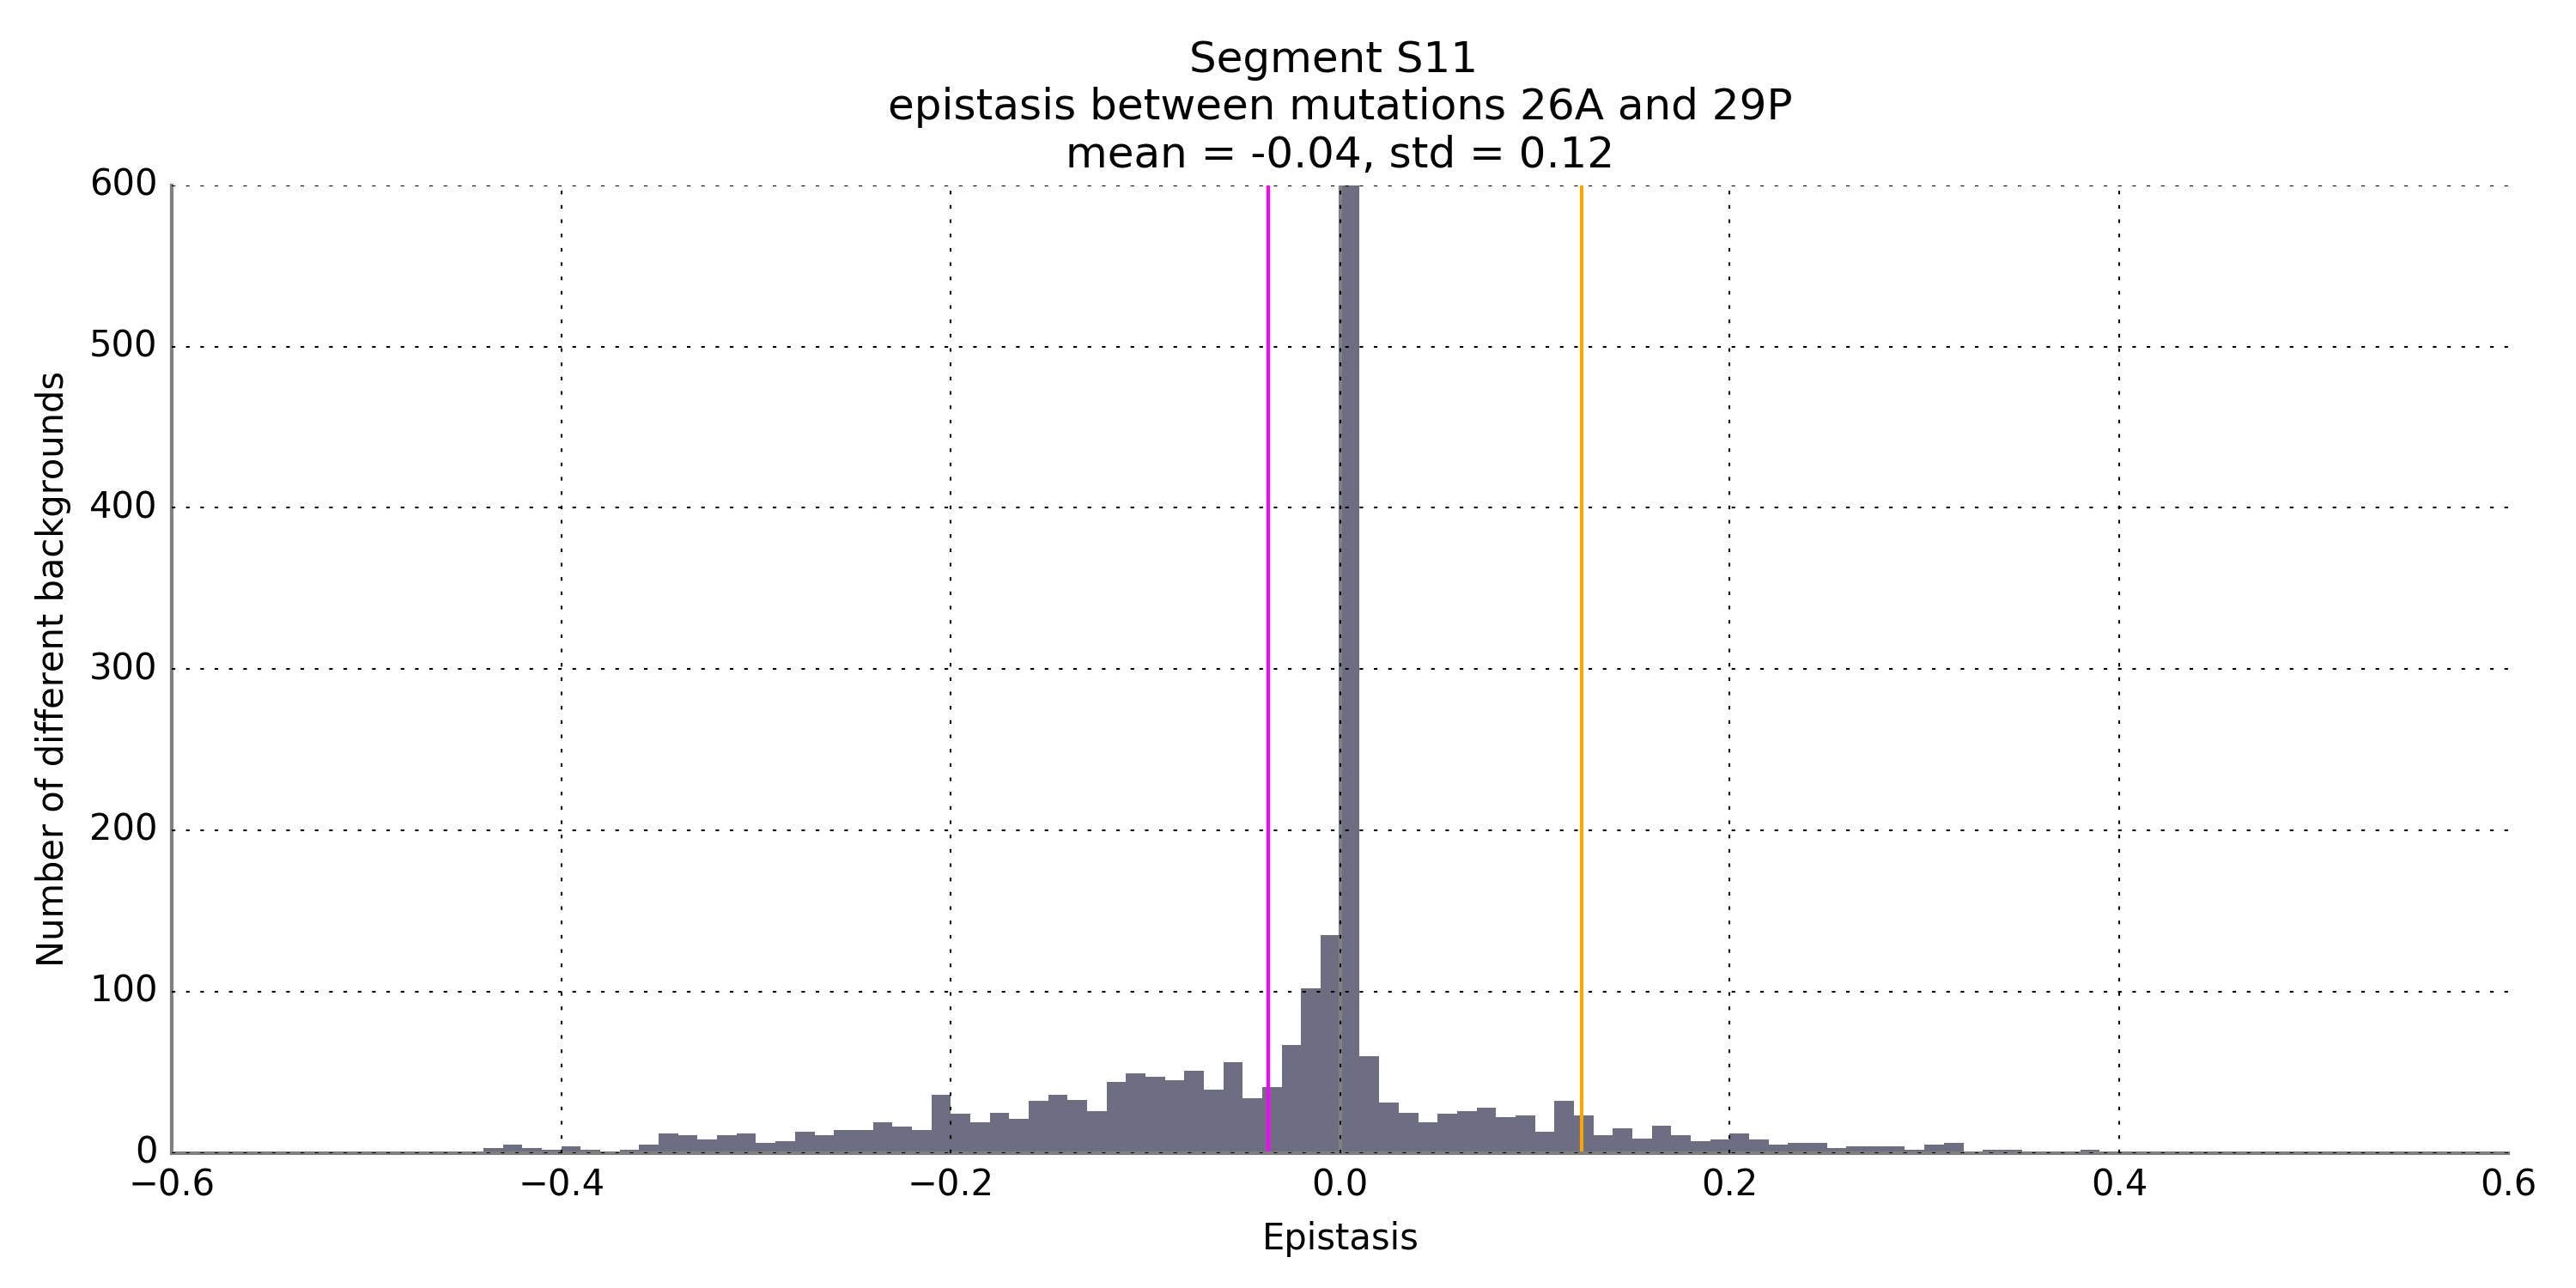 Segment S11
epistasis between mutations 26A and 29P
mean = -0.04, std = 0.12
Number of different backgrounds
600
500
400
300
200
100
0
−0.6 −0.4 −0.2 0.0 0.2 0.4 0.6
Epistasis